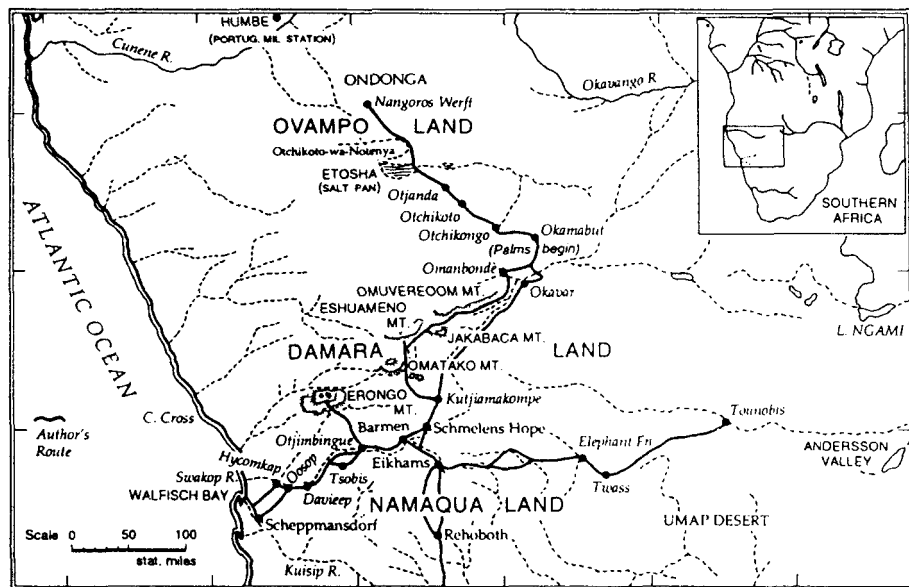 HUMBE
(PORTUG. MIL STATION)
Cunene R.
Okavango R
ONDONGA
Nangoros Werft
OVAMPO LAND
Otchikoto-wa-Notenya
ETOSHA
(SALT PAN)
Otjanda
Otchikoto
Otchikongo
Okamabut
(Palms begin)
Omanbondè
OMUVEREOOM MT.
Okavar
ESHUAMENO
MT.
JAKABACA MT.
DAMARA LAND
OMATAKO MT.
ERONGO
MT.
Kutjiamakompe
L. NGAMI
SOUTHERN
AFRICA
ATLANTIC OCEAN
C. Cross
Author's
Route
Barmen
Schmelens Hope
Tounobis
Otjimbingue
Elephant Fn
ANDERSSON
VALLEY
Hycomkap
Oosop
Eikhams
Swakop R.
Tsobis
Twass
WALFISCH BAY
Davieep
NAMAQUA LAND
Scheppmansdorf
UMAP DESERT
Rehoboth
Scale 0 50 100
stat. miles
Kuisip R.